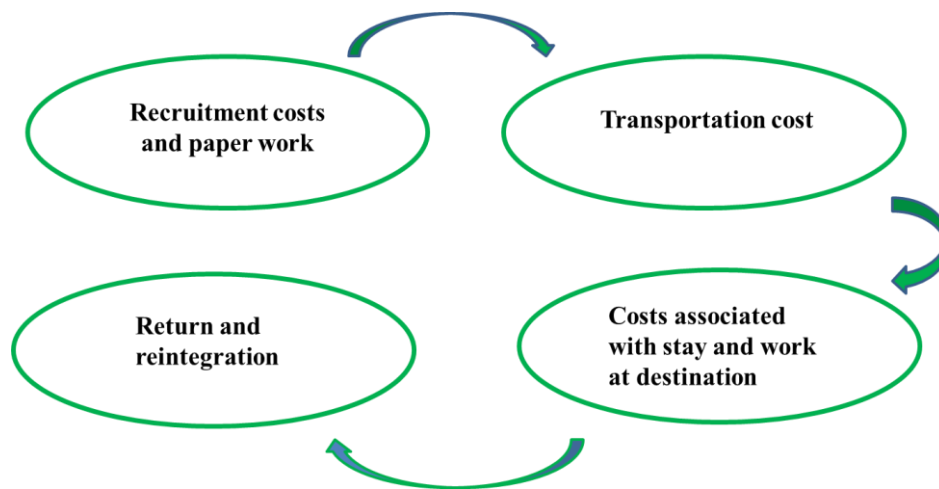 Recruitment costs
and paper work
Transportation cost
Costs associated
with stay and work
at destination
Return and
reintegration